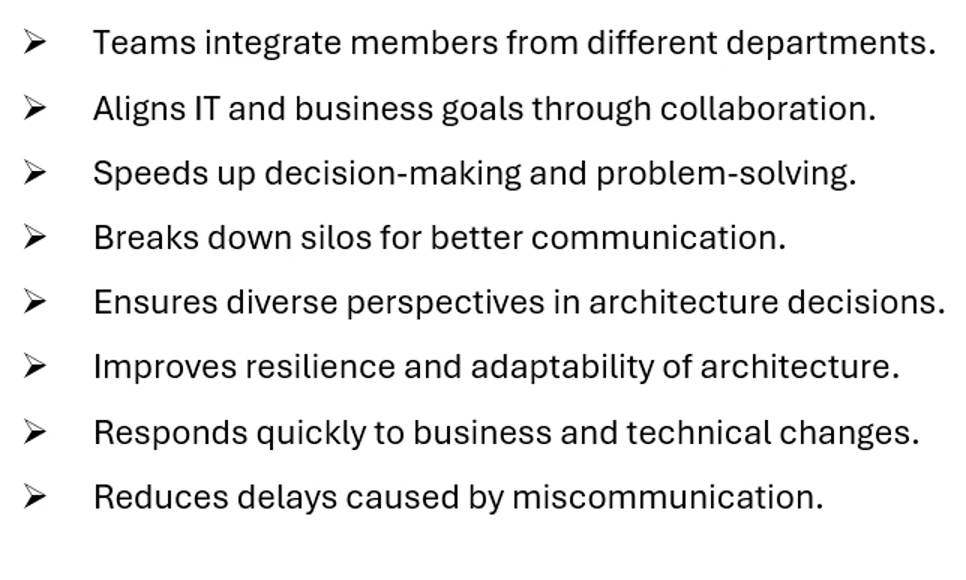 ➢ Teams integrate members from different departments.
➢ Aligns IT and business goals through collaboration.
➢ Speeds up decision-making and problem-solving.
➢ Breaks down silos for better communication.
➢ Ensures diverse perspectives in architecture decisions.
➢ Improves resilience and adaptability of architecture.
➢ Responds quickly to business and technical changes.
➢ Reduces delays caused by miscommunication.